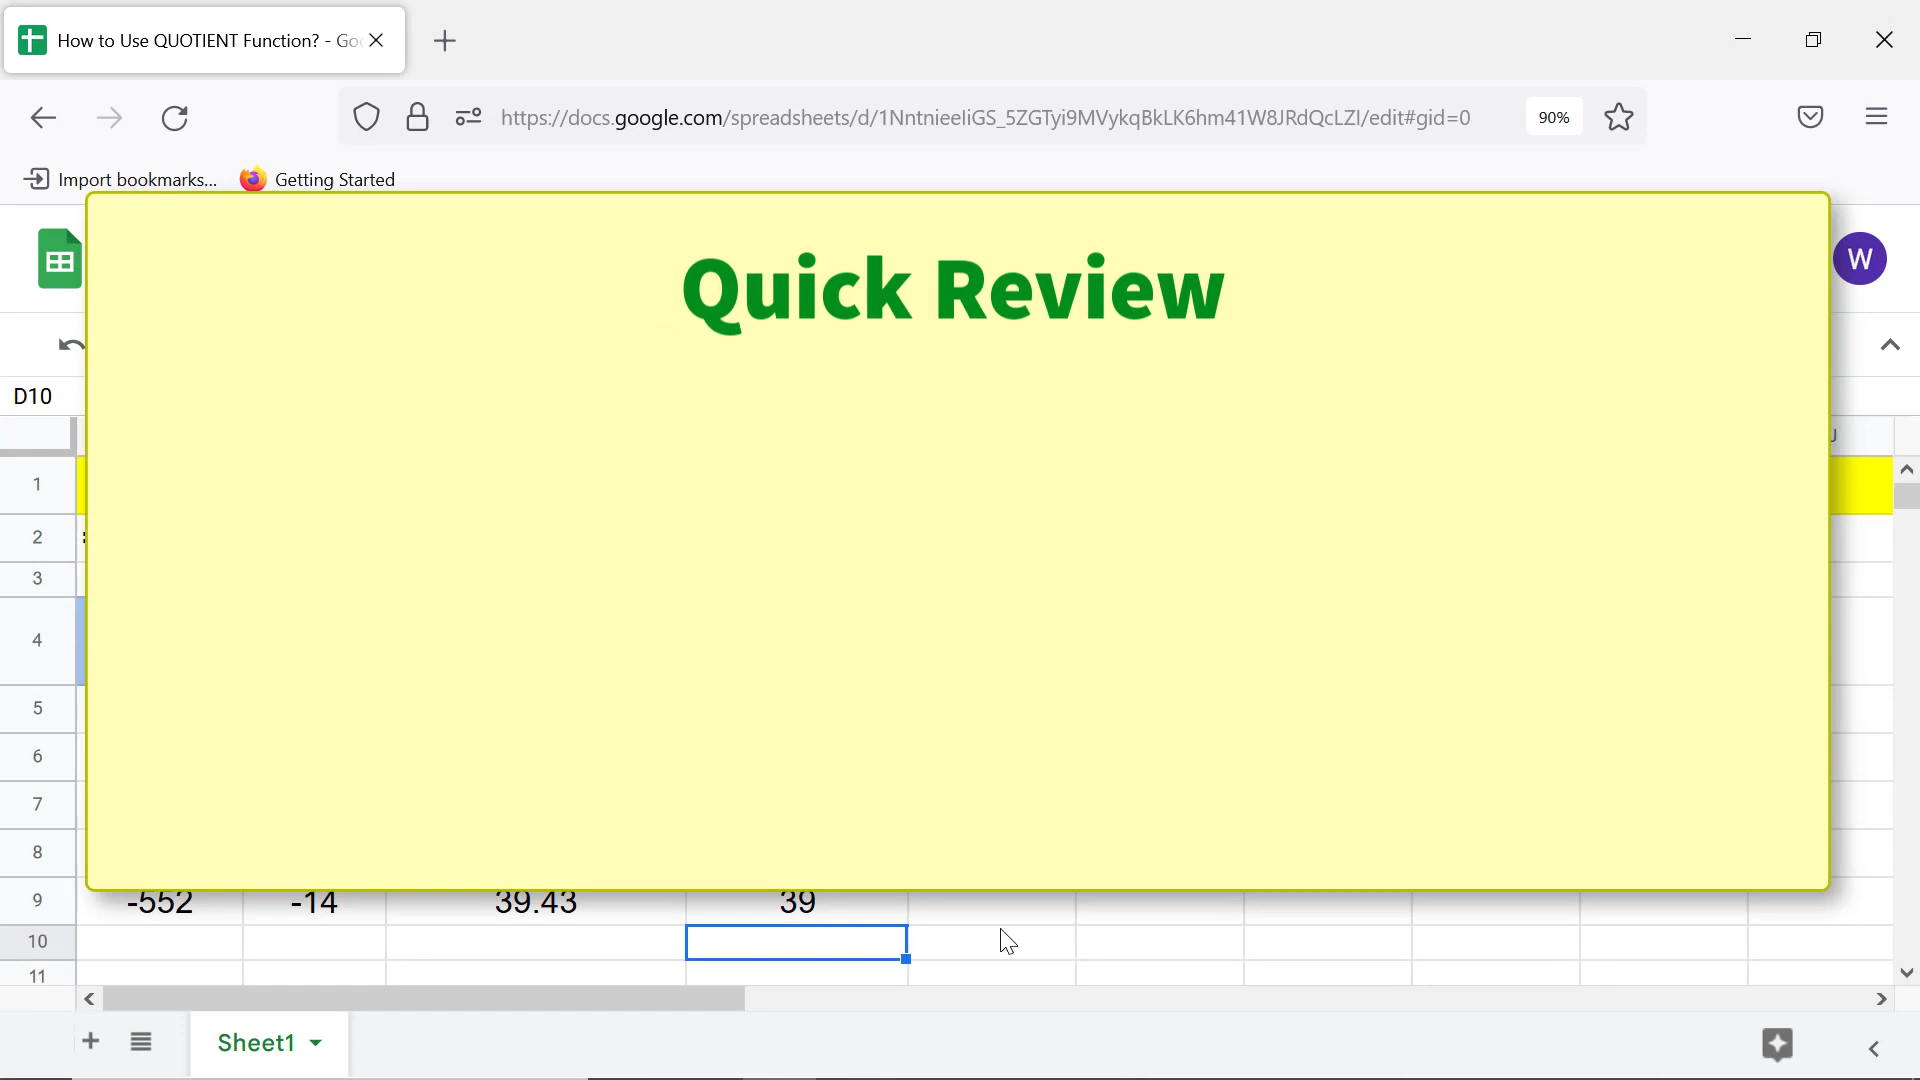 How to Use QUOTIENT Function? - Go
https://docs.google.com/spreadsheets/d/1NntnieeliGS_5ZGTyi9MVykqBkLK6hm41W8JRdQcLZI/edit#gid=0
90%
Import bookmarks...
Getting Started
Quick Review
W
D10
J
1
2
3
4
5
6
7
8
9 -552 -14 39.43 39
10
11
Sheet1